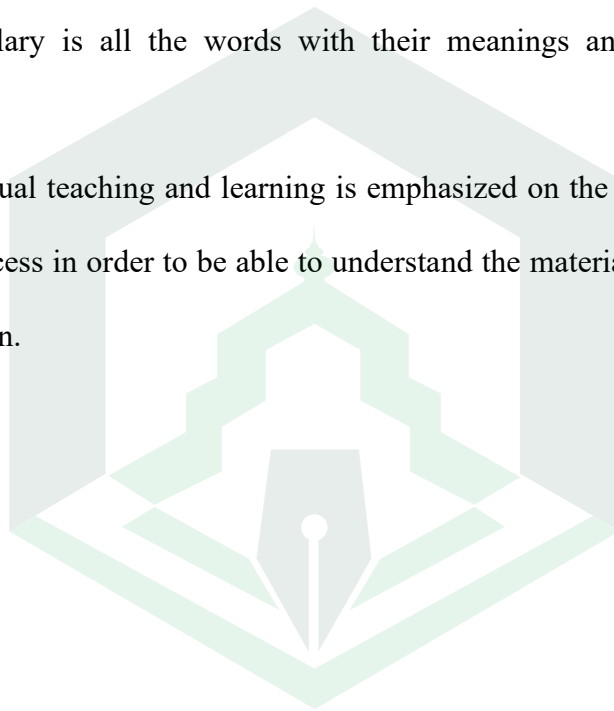 lary is all the words with their meanings an
ual teaching and learning is emphasized on the
cess in order to be able to understand the materia
n.